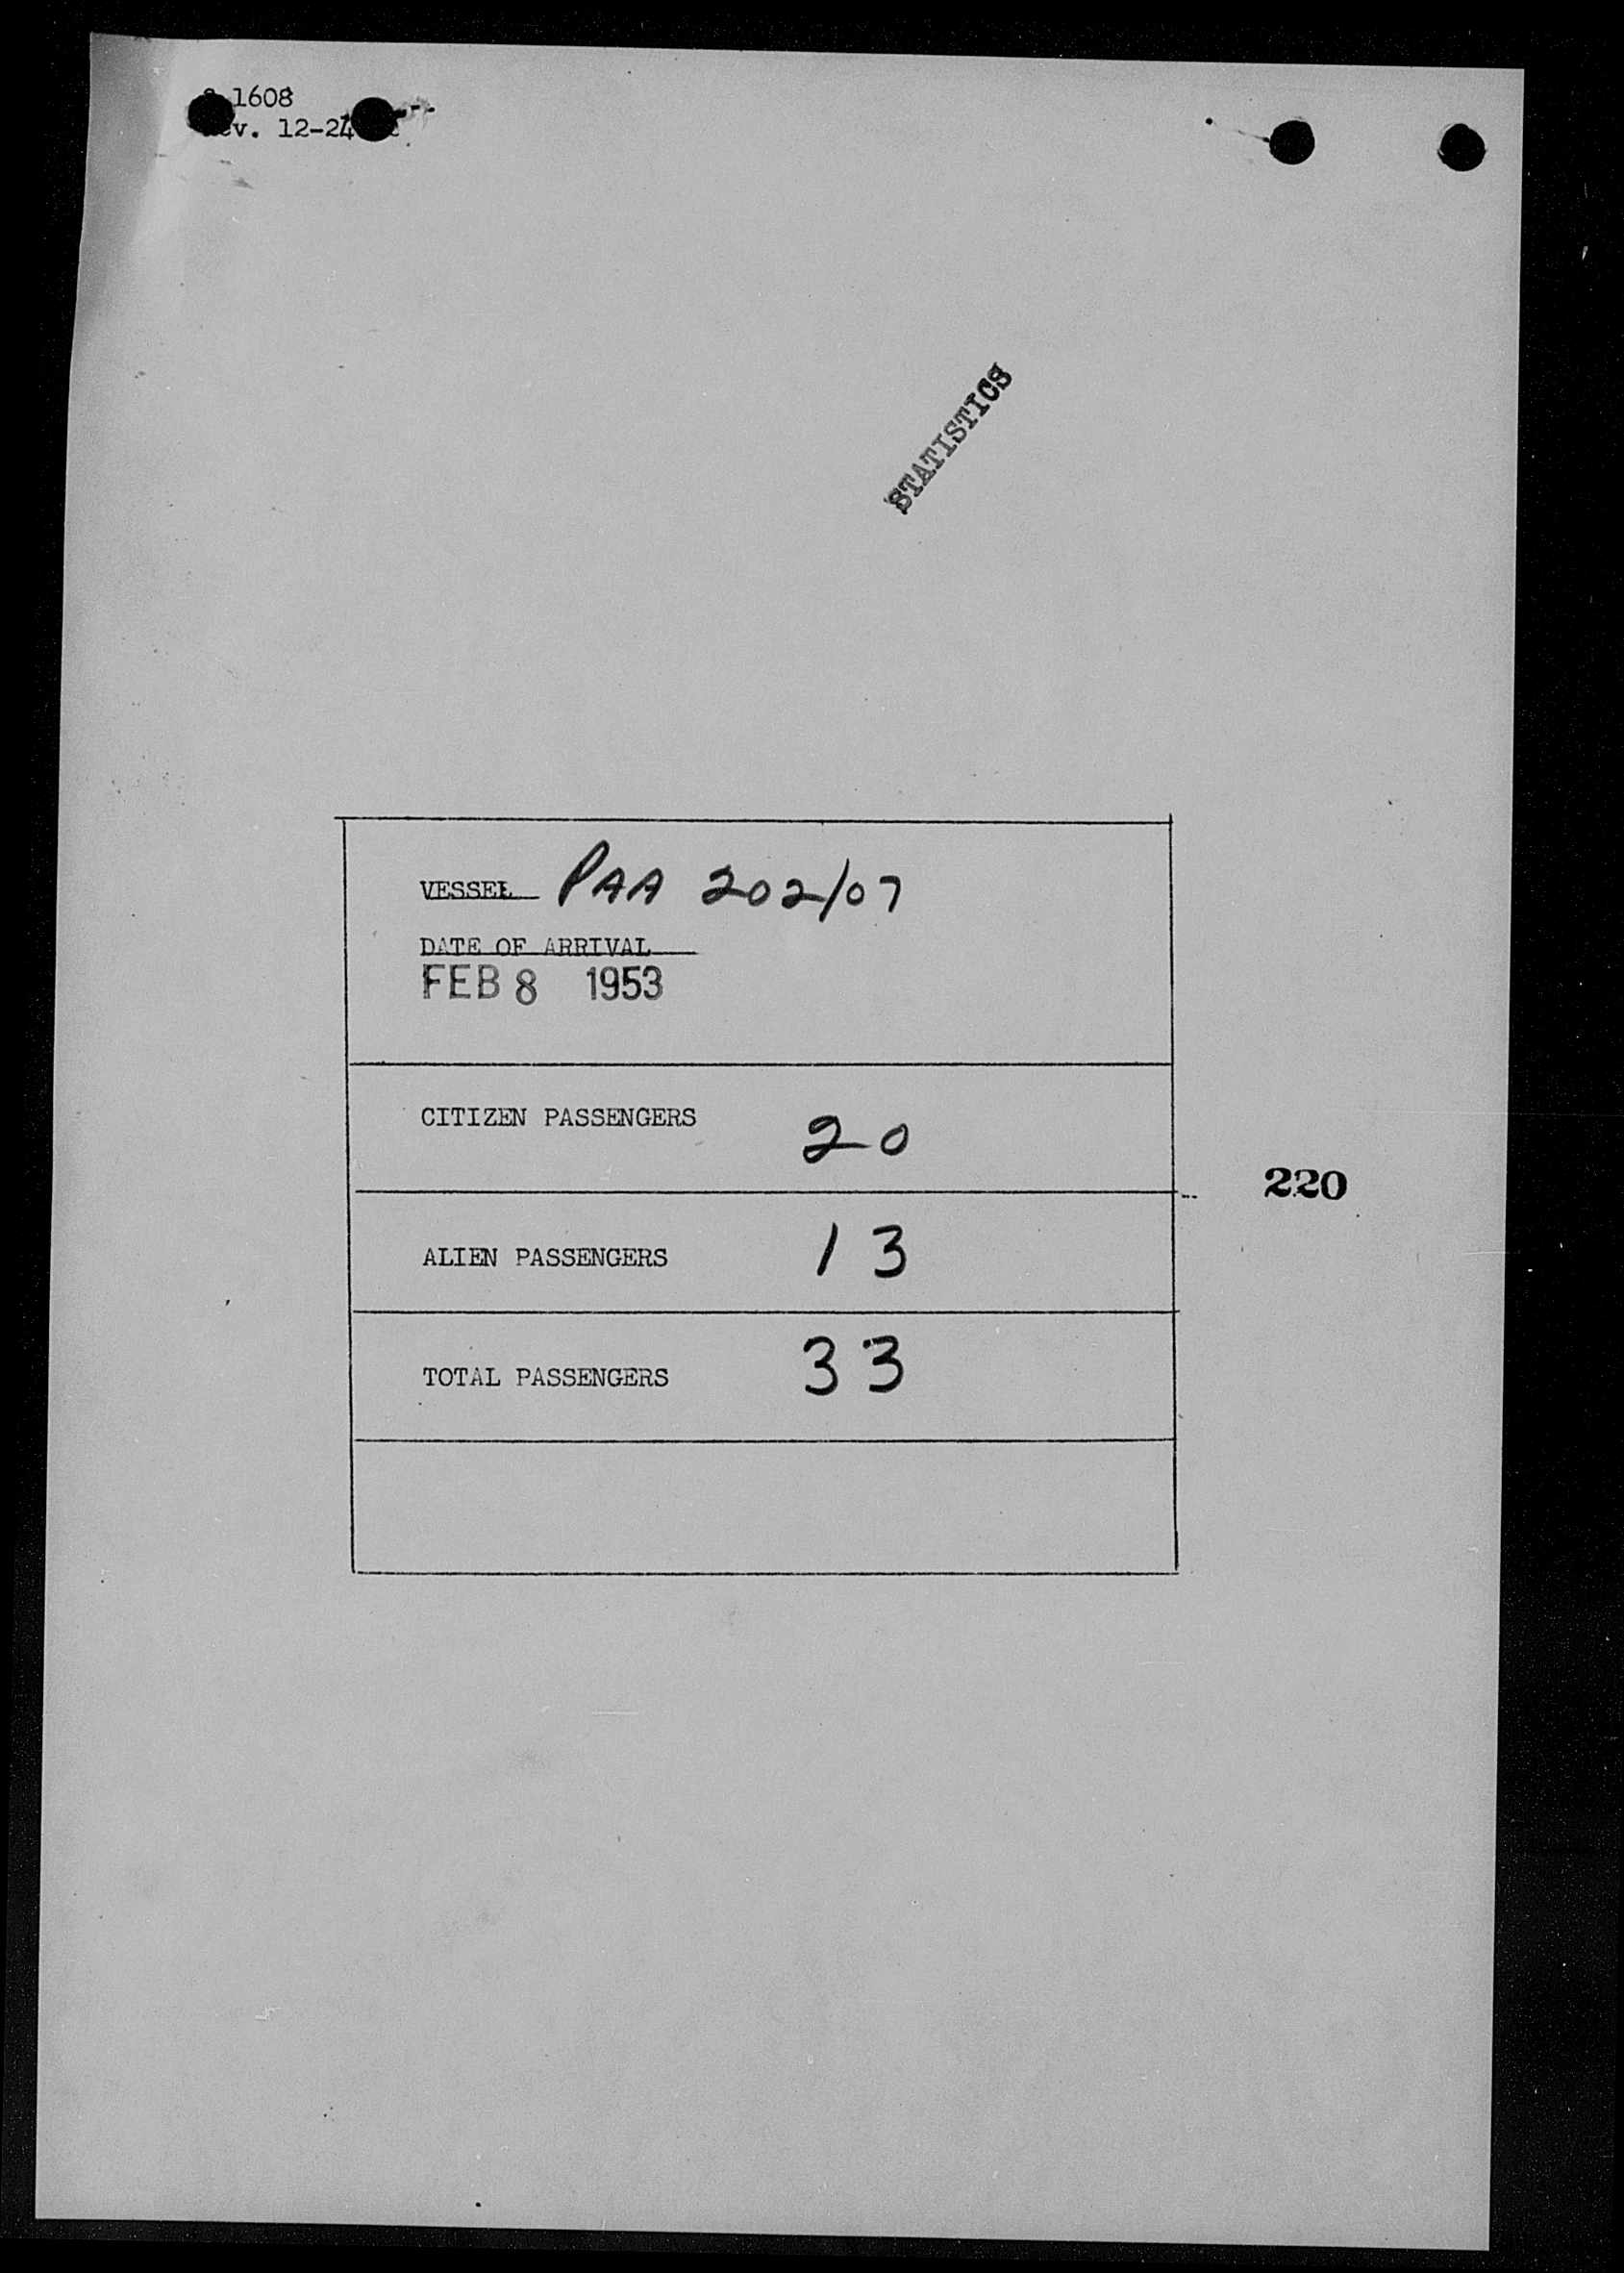 1608
12-24
STATISTICS
VESSEL PAA 202/07
DATE OF ARRIVAL
FEB 8 1953
CITIZEN PASSENGERS 20
220
ALIEN PASSENGERS 13
TOTAL PASSENGERS 33